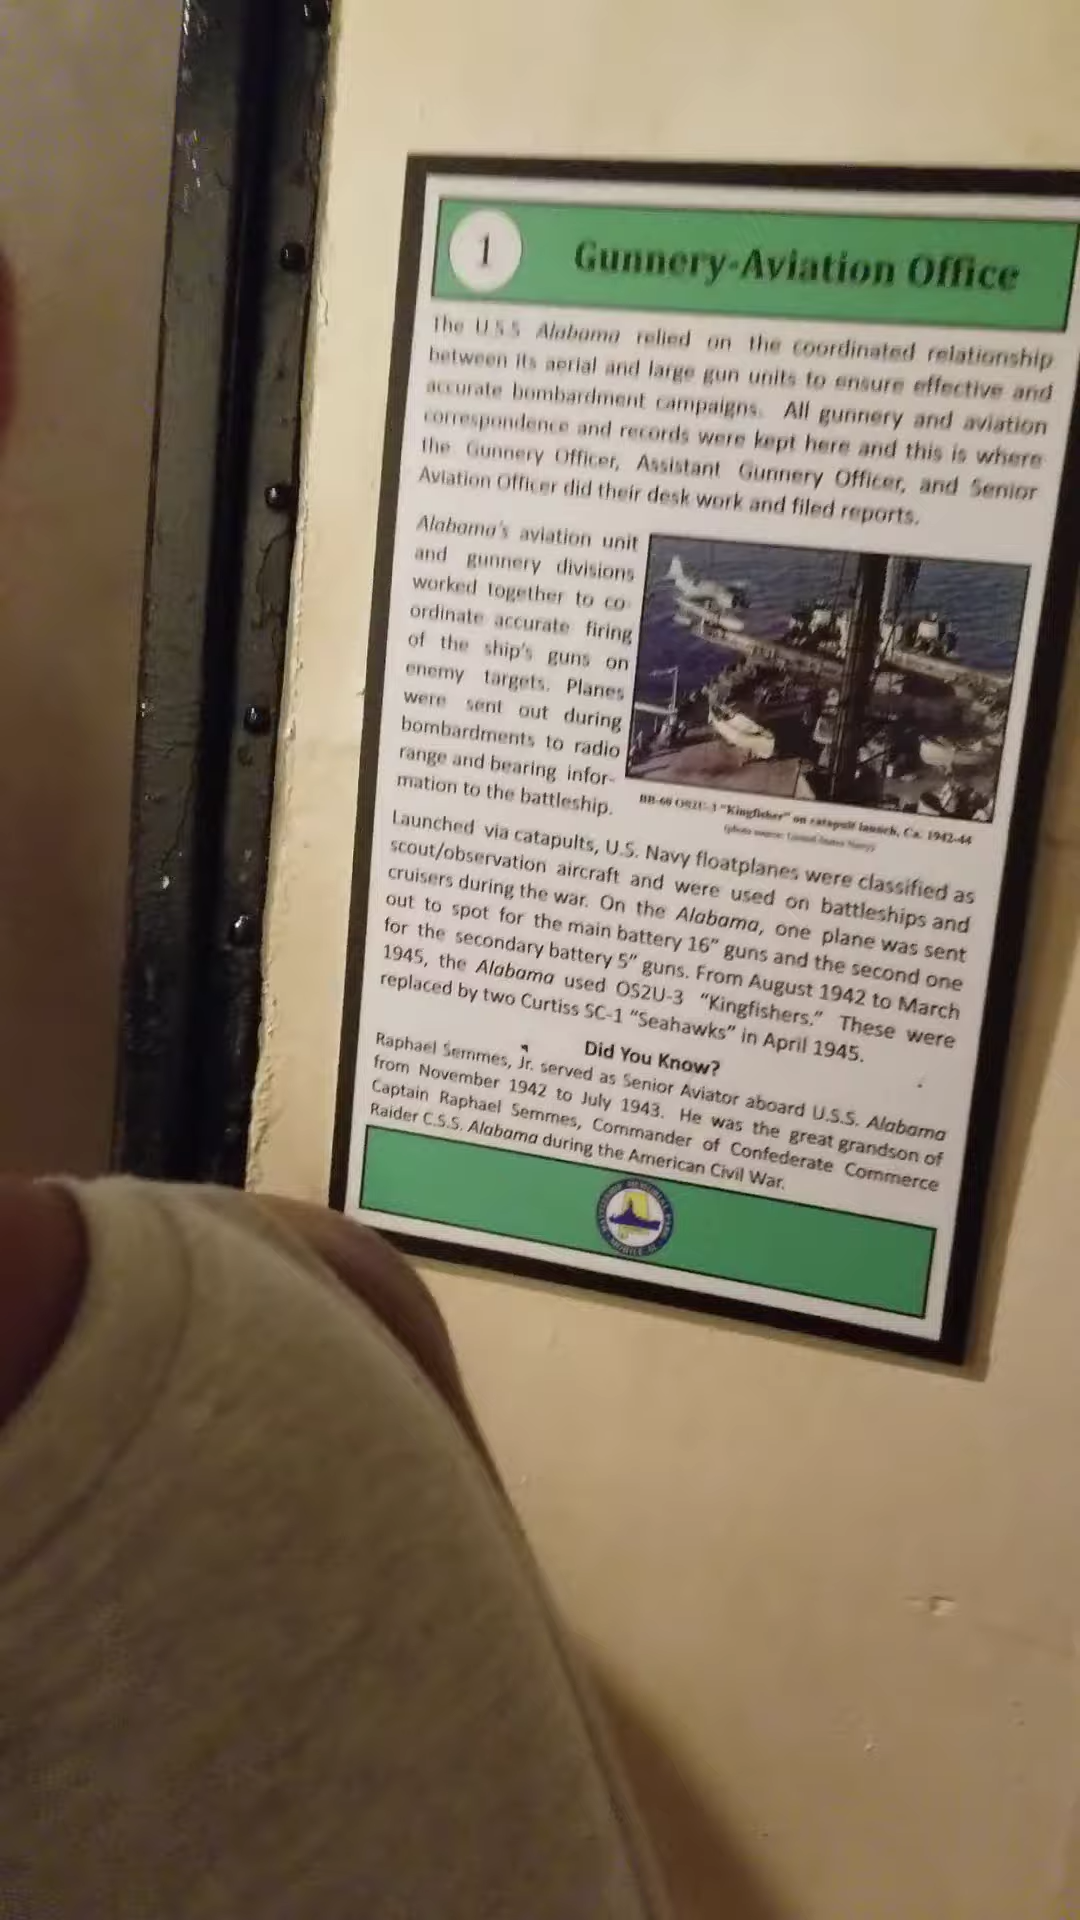 1
Gunnery-Aviation Office
The U.S.S Alabama relied on the coordinated relationship
between its aerial and large gun units to ensure effective and
accurate bombardment campaigns. All gunnery and aviation
correspondence and records were kept here and this is where
the Gunnery Officer, Assistant Gunnery Officer, and Senior
Aviation Officer did their desk work and filed reports.
Alabama's aviation unit
and gunnery divisions
worked together to co-
ordinate accurate firing
of the ship's guns on
enemy targets. Planes
were sent out during
bombardments to radio
range and bearing infor-
mation to the battleship.
BB-60 OS2U-3 "Kingfisher" on catapult launch, Ca. 1942-44
(photo source: United States Navy)
Launched via catapults, U.S. Navy floatplanes were classified as
scout/observation aircraft and were used on battleships and
cruisers during the war. On the Alabama, one plane was sent
out to spot for the main battery 16" guns and the second one
for the secondary battery 5" guns. From August 1942 to March
1945, the Alabama used OS2U-3 "Kingfishers." These were
replaced by two Curtiss SC-1 "Seahawks" in April 1945.
Did You Know?
Raphael Semmes, Jr. served as Senior Aviator aboard U.S.S. Alabama
from November 1942 to July 1943. He was the great grandson of
Captain Raphael Semmes, Commander of Confederate Commerce
Raider C.S.S. Alabama during the American Civil War.